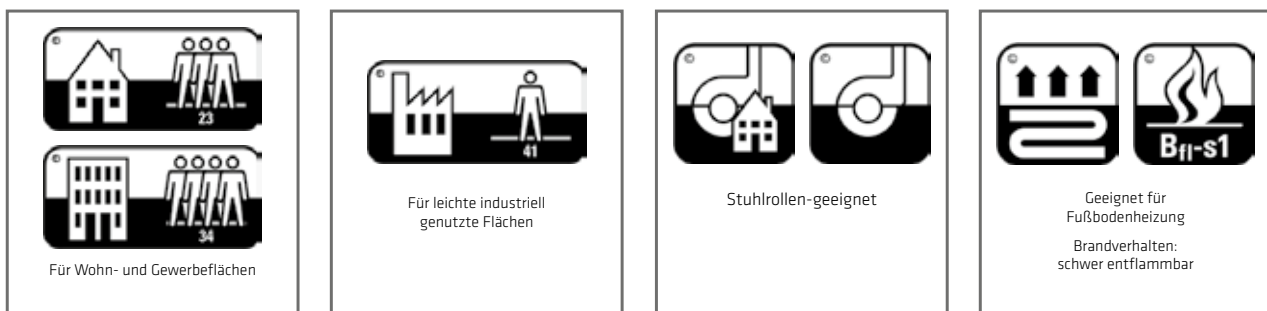 ©
23
©
34
Für Wohn- und Gewerbeflächen
©
41
Für leichte industriell
genutzte Flächen
©
©
Stuhlrollen-geeignet
©
©
Bfl-s1
Geeignet für
Fußbodenheizung
Brandverhalten:
schwer entflammbar